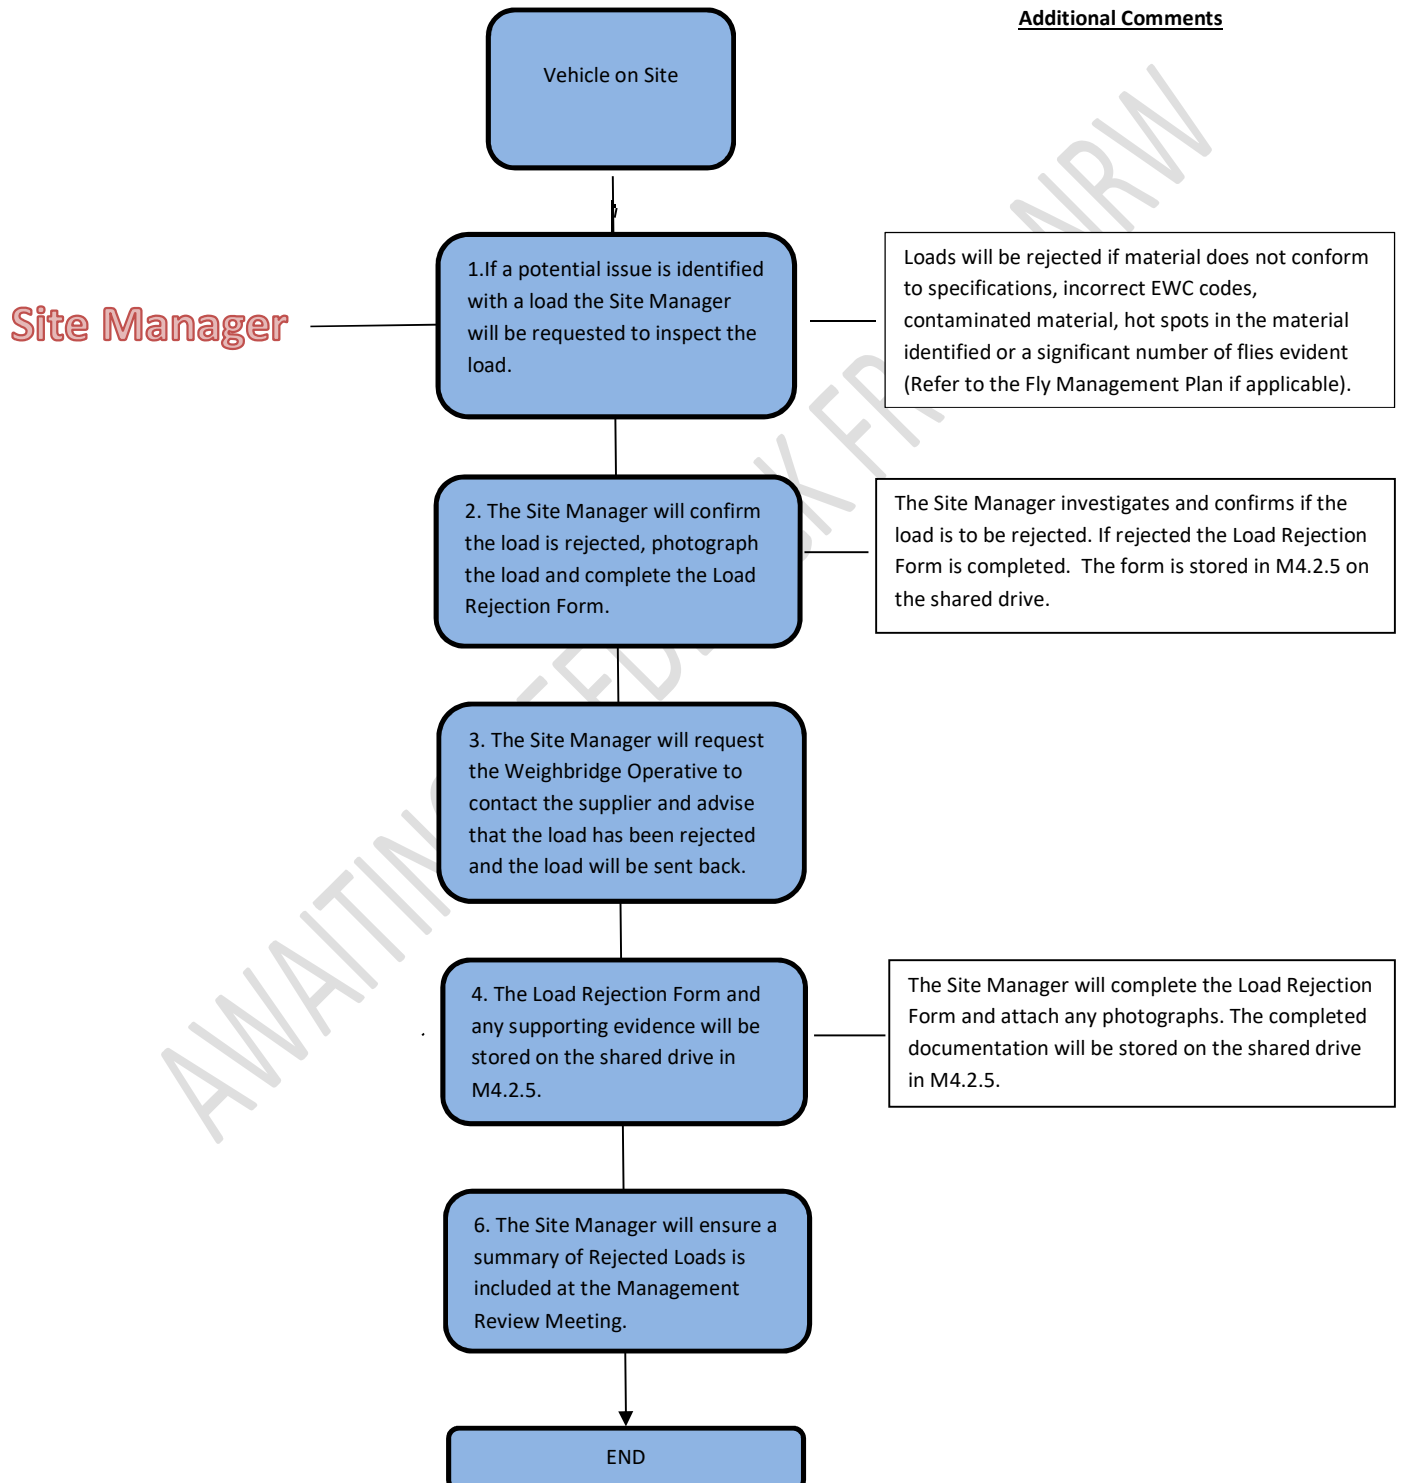 Additional Comments
Vehicle on Site
Site Manager
1.If a potential issue is identified
with a load the Site Manager
will be requested to inspect the
load.
Loads will be rejected if material does not conform
to specifications, incorrect EWC codes,
contaminated material, hot spots in the material
identified or a significant number of flies evident
(Refer to the Fly Management Plan if applicable).
2. The Site Manager will confirm
the load is rejected, photograph
the load and complete the Load
Rejection Form.
The Site Manager investigates and confirms if the
load is to be rejected. If rejected the Load Rejection
Form is completed.  The form is stored in M4.2.5 on
the shared drive.
3. The Site Manager will request
the Weighbridge Operative to
contact the supplier and advise
that the load has been rejected
and the load will be sent back.
4. The Load Rejection Form and
any supporting evidence will be
stored on the shared drive in
M4.2.5.
The Site Manager will complete the Load Rejection
Form and attach any photographs. The completed
documentation will be stored on the shared drive
in M4.2.5.
6. The Site Manager will ensure a
summary of Rejected Loads is
included at the Management
Review Meeting.
END
NRW